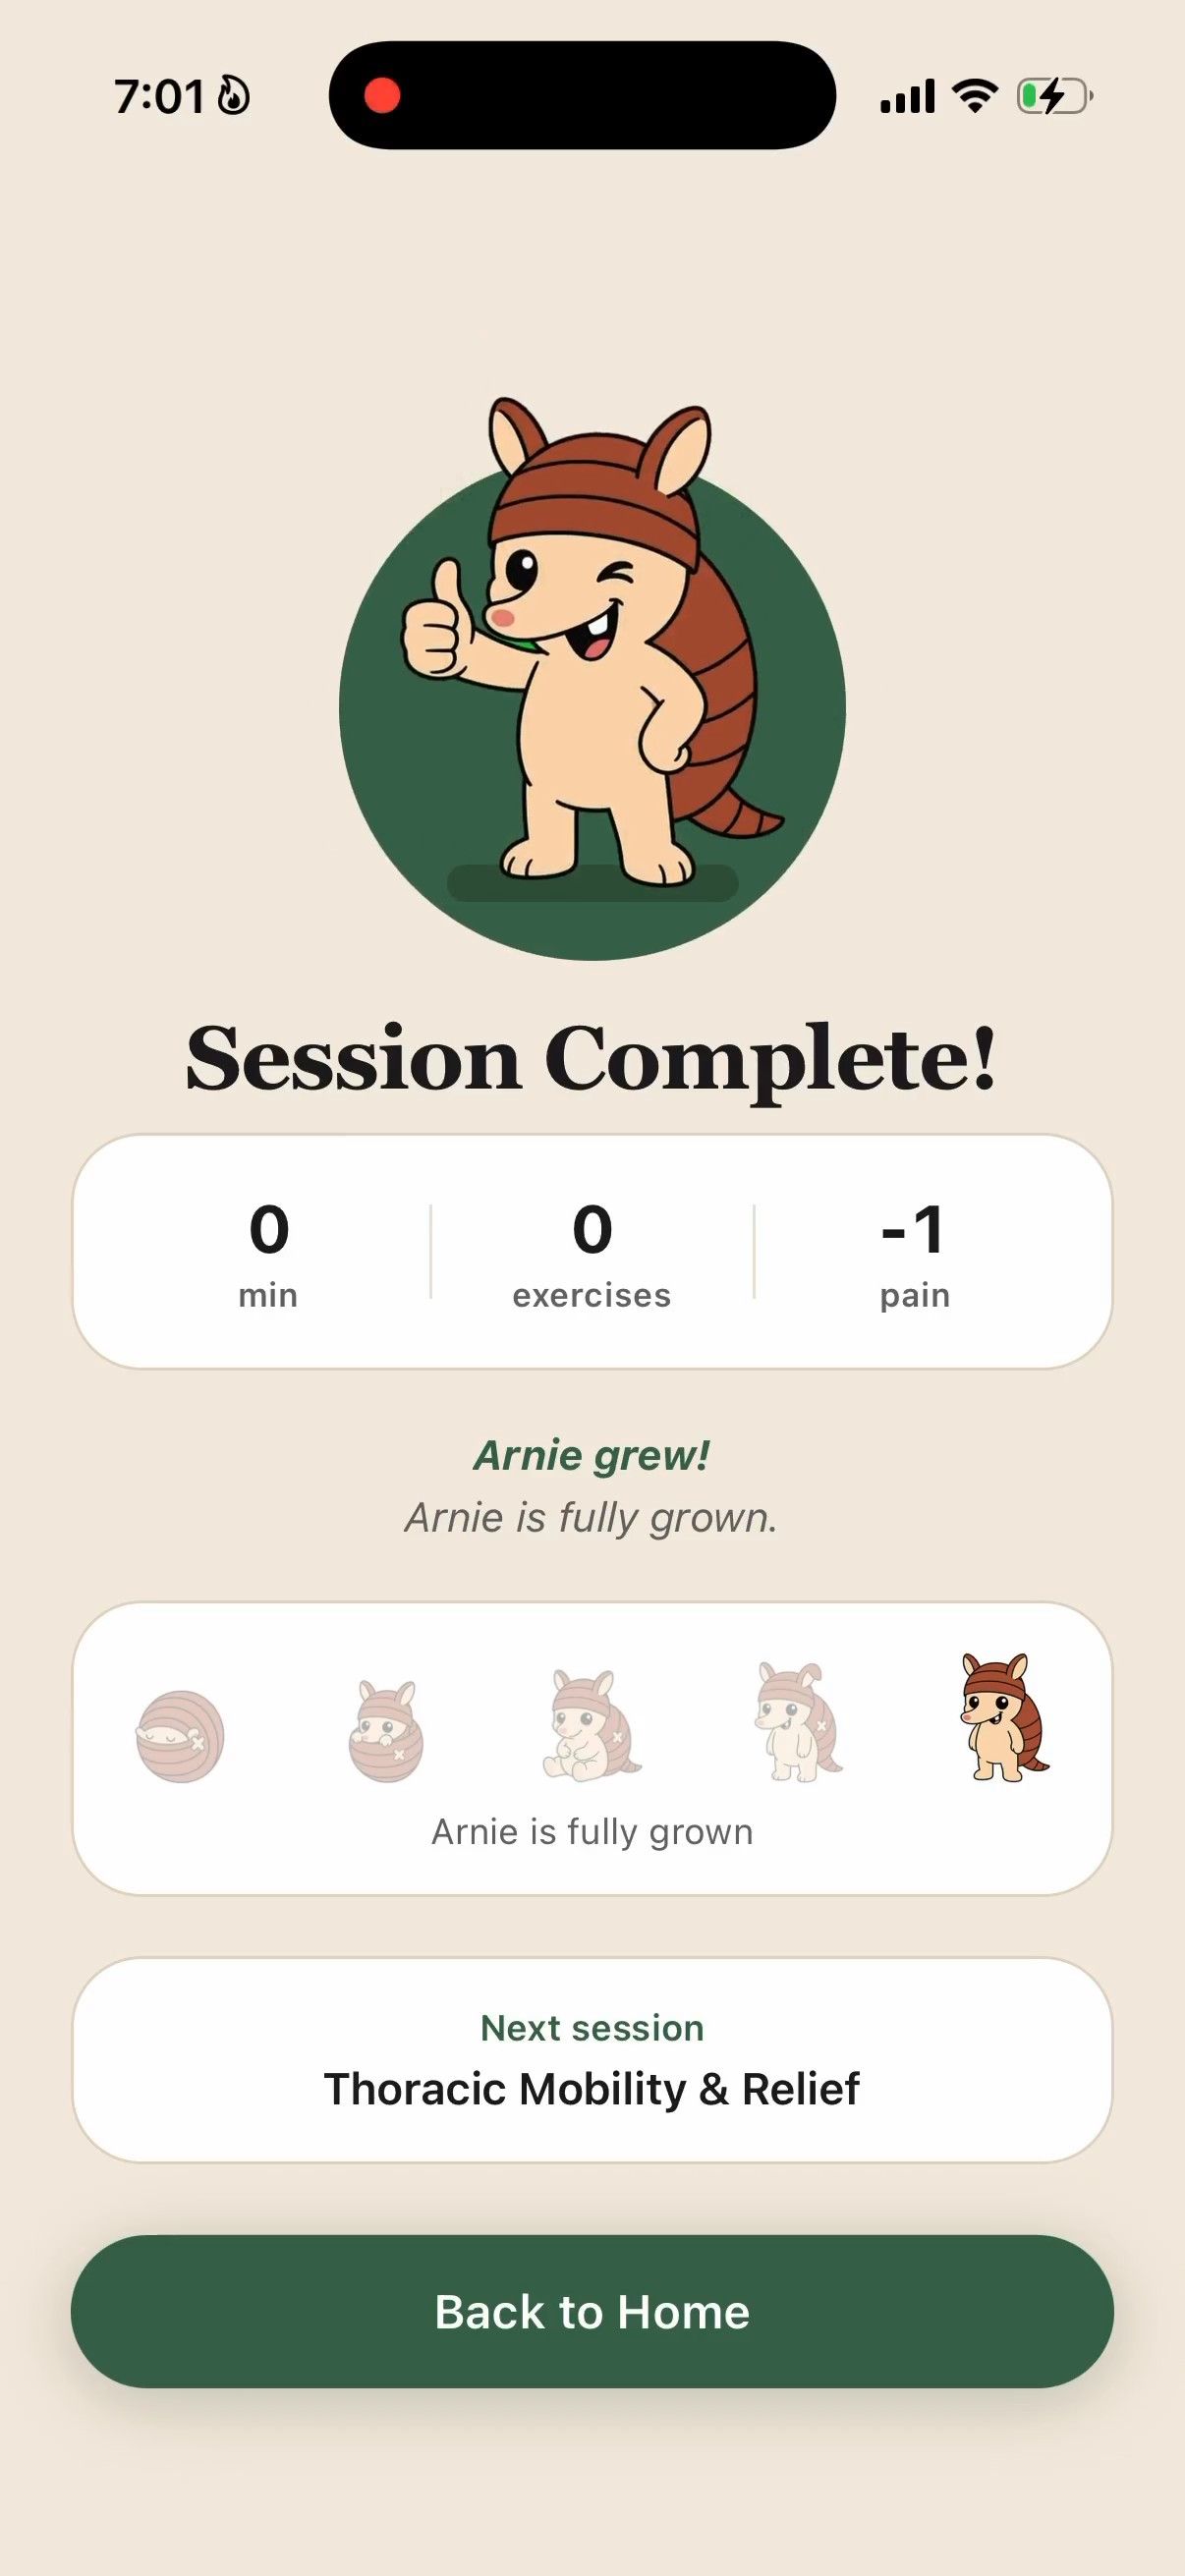 7:01
Session Complete!
0
min
0
exercises
-1
pain
Arnie grew!
Arnie is fully grown.
Arnie is fully grown
Next session
Thoracic Mobility & Relief
Back to Home